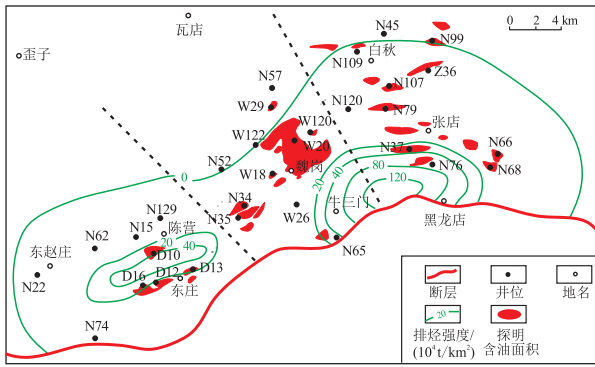 瓦店
N45
0 2 4 km
N99
歪子
白秋
N109
Z36
N57
N107
W29
N120
N79
W120
张店
W122
W20
N37
N66
N52
魏岗
N76
N68
W18
20
40
80
120
0
N34
牛三门
黑龙店
N129
N35
W26
N15
陈营
N62
20
40
N65
东赵庄
D10
D13
D12
D16
东庄
N22
N74
断层
井位
地名
20
排烃强度/
(10⁴t/km²)
探明
含油面积